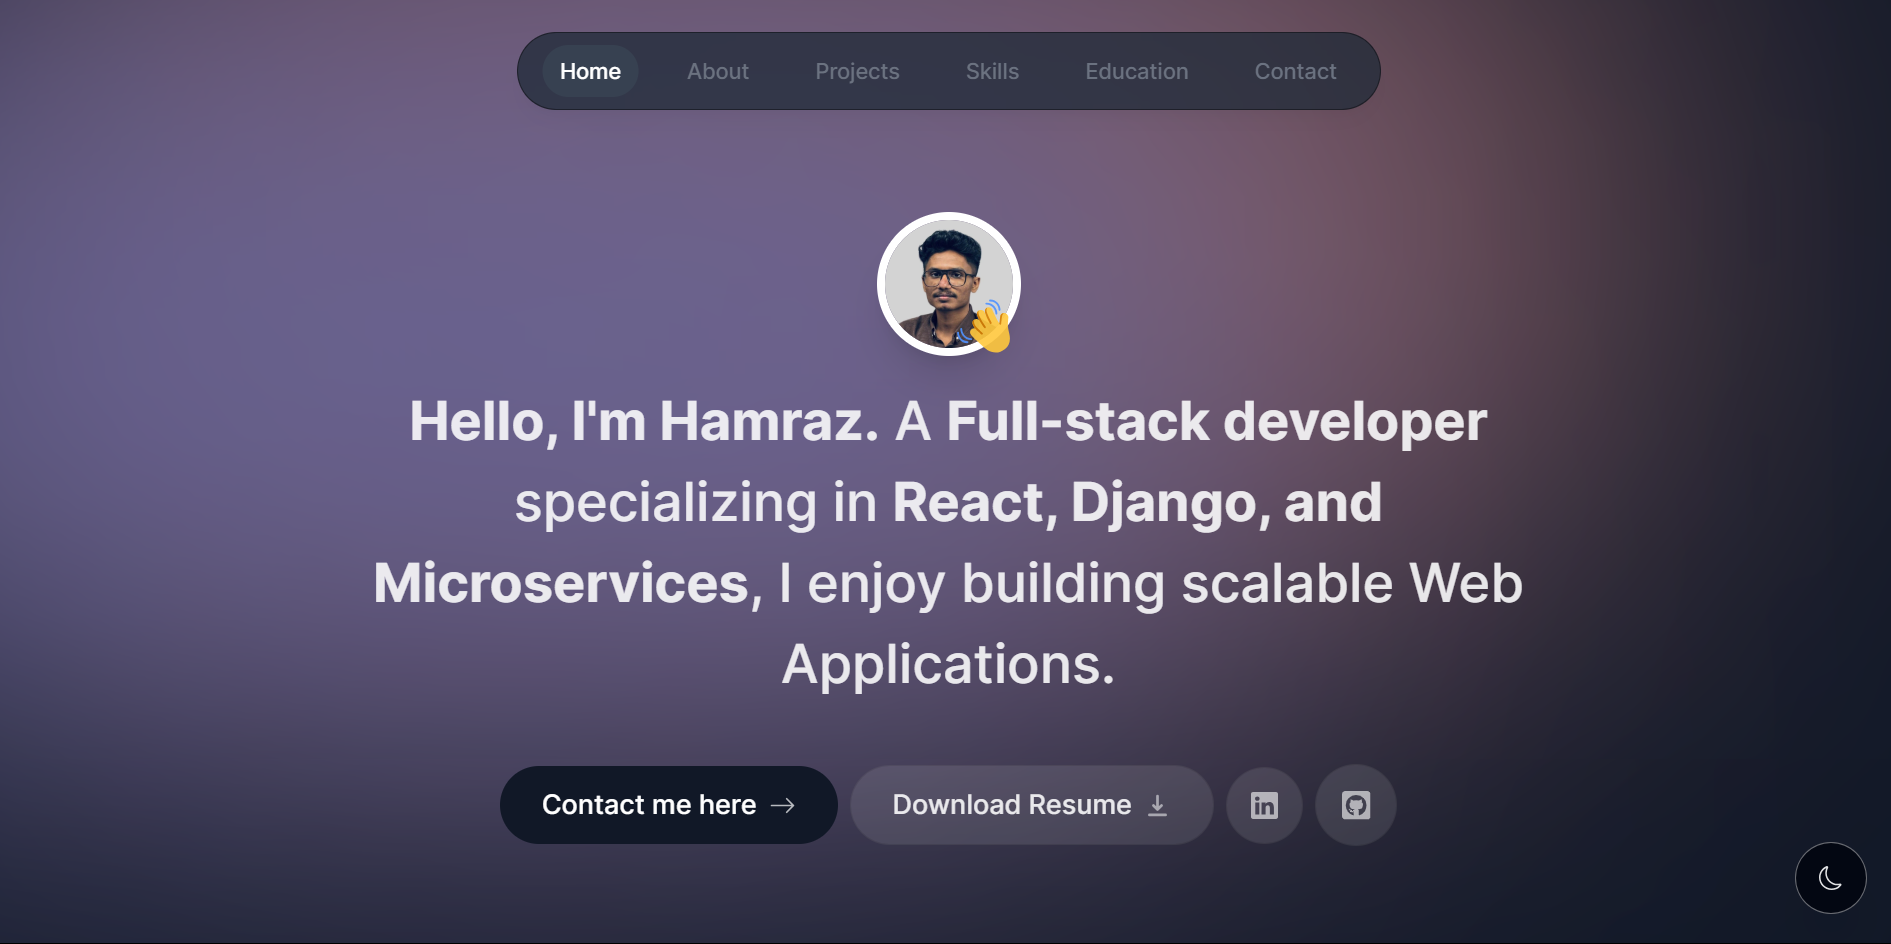 Home About Projects Skills Education Contact
Hello, I'm Hamraz. A Full-stack developer
specializing in React, Django, and
Microservices, I enjoy building scalable Web
Applications.
Contact me here Download Resume in